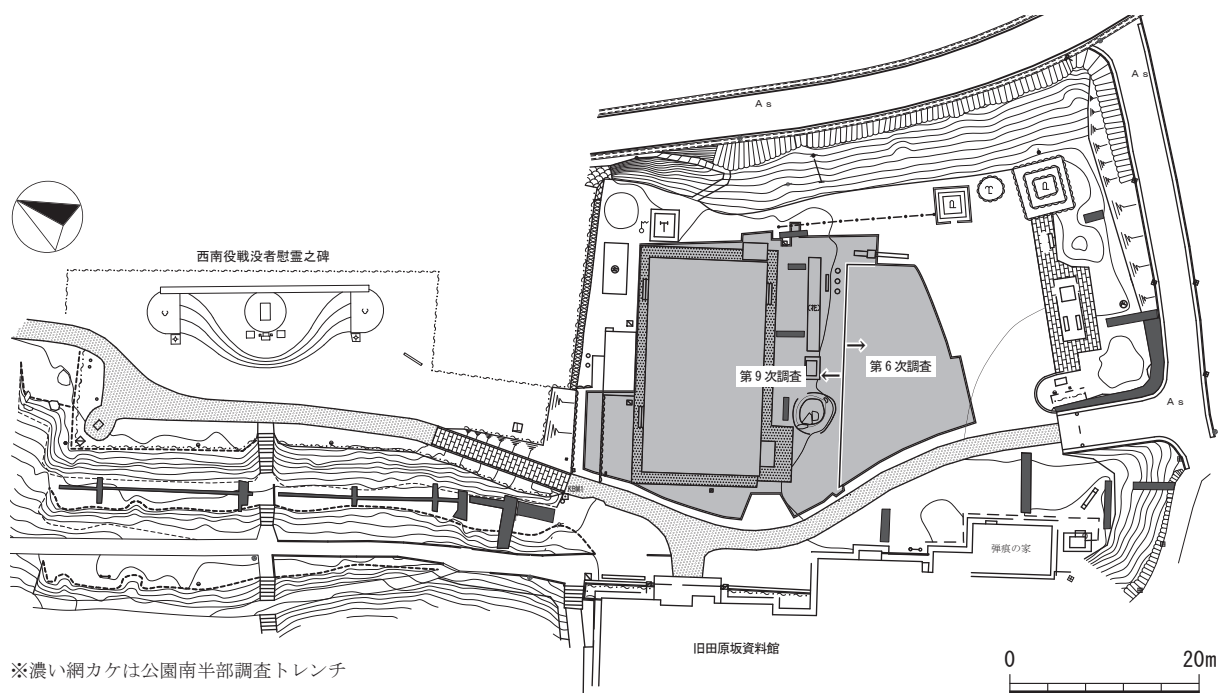 As
As
西南役戦没者慰霊之碑
第9次調査
第6次調査
As
KBM1
弾痕の家
旧田原坂資料館
※濃い網カケは公園南半部調査トレンチ
0 20m